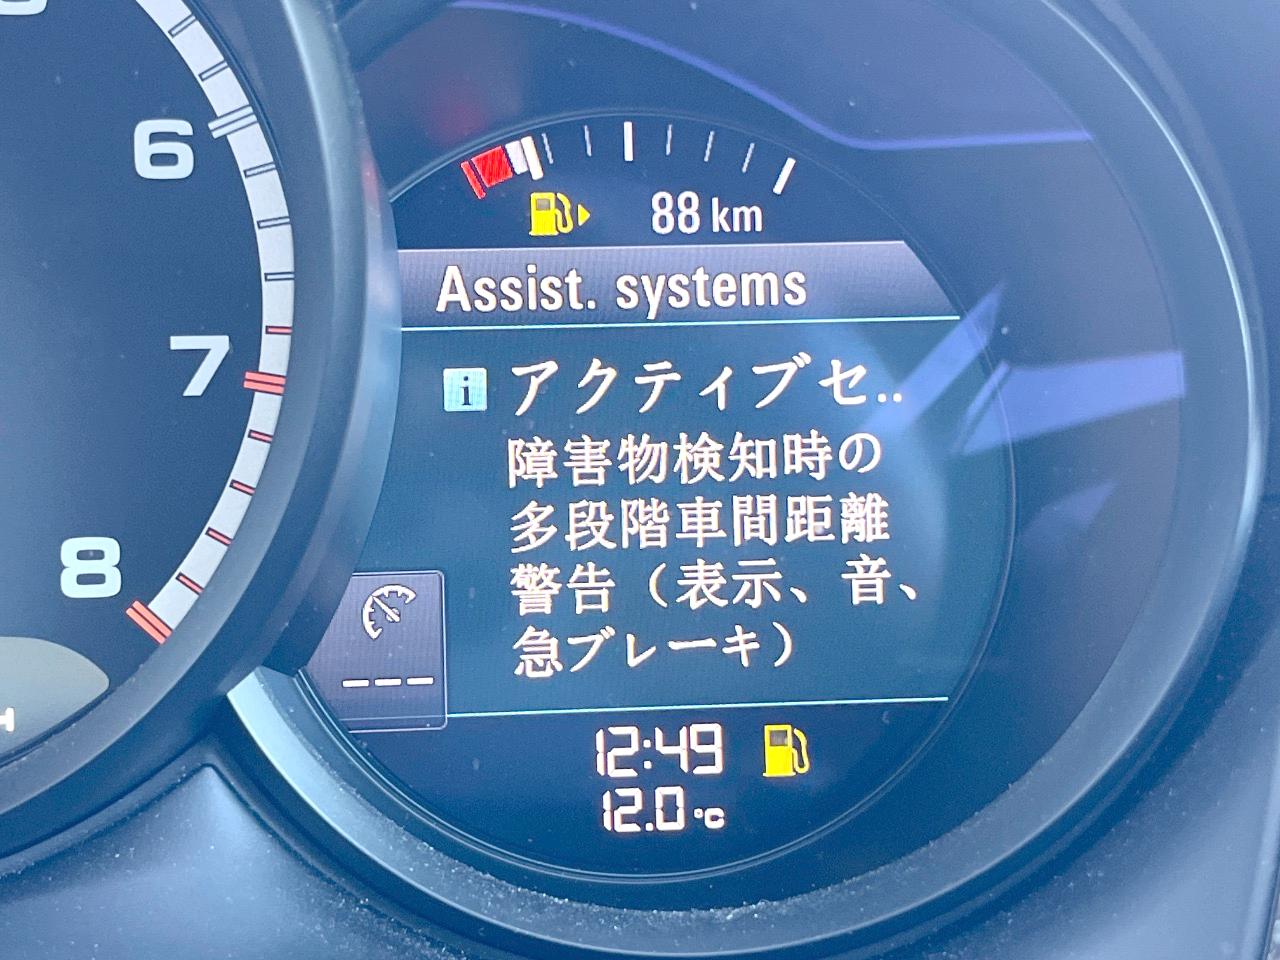 6
7
8
88 km
Assist. systems
i アクティブセ..
障害物検知時の
多段階車間距離
警告（表示、音、
急ブレーキ）
---
12:49
12.0 °C